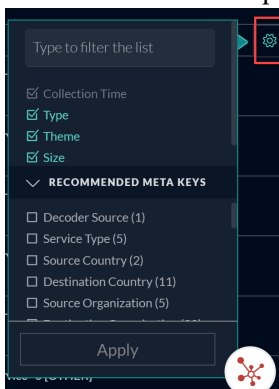 Type to filter the list
Collection Time
Type
Theme
Size
RECOMMENDED META KEYS
Decoder Source (1)
Service Type (5)
Source Country (2)
Destination Country (11)
Source Organization (5)
Apply
[OTHER]